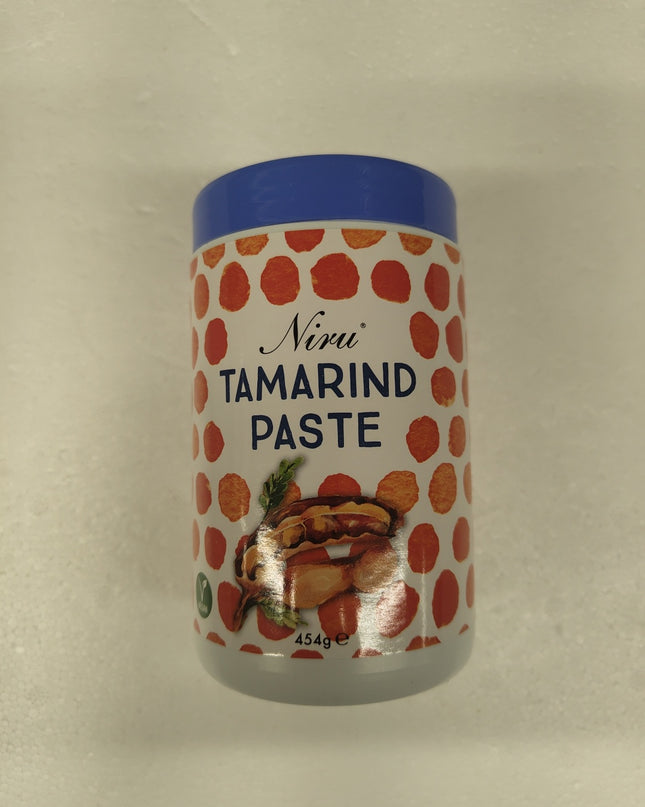 Niru®
TAMARIND
PASTE
454g ℮